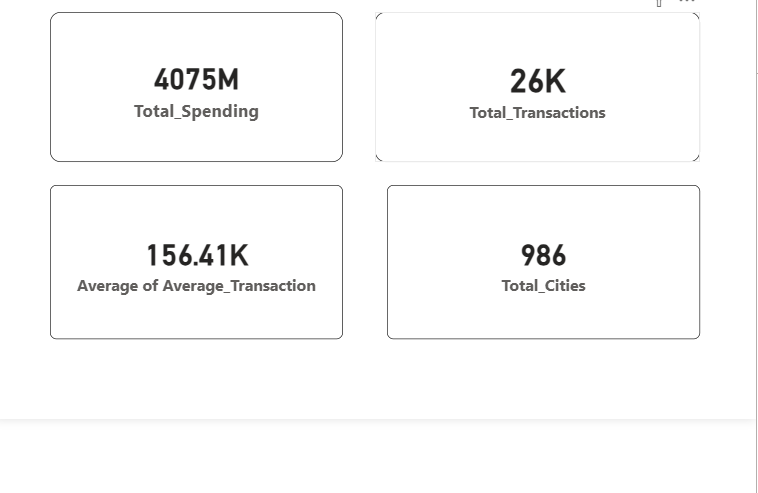 4075M
Total_Spending
26K
Total_Transactions
156.41K
Average of Average_Transaction
986
Total_Cities